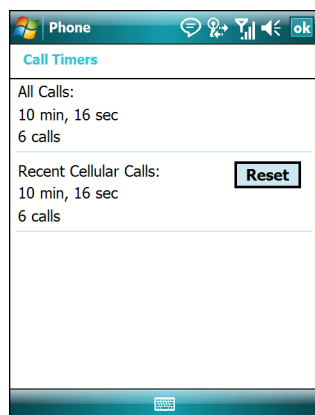 Phone
ok
Call Timers
All Calls:
10 min, 16 sec
6 calls
Recent Cellular Calls:
Reset
10 min, 16 sec
6 calls